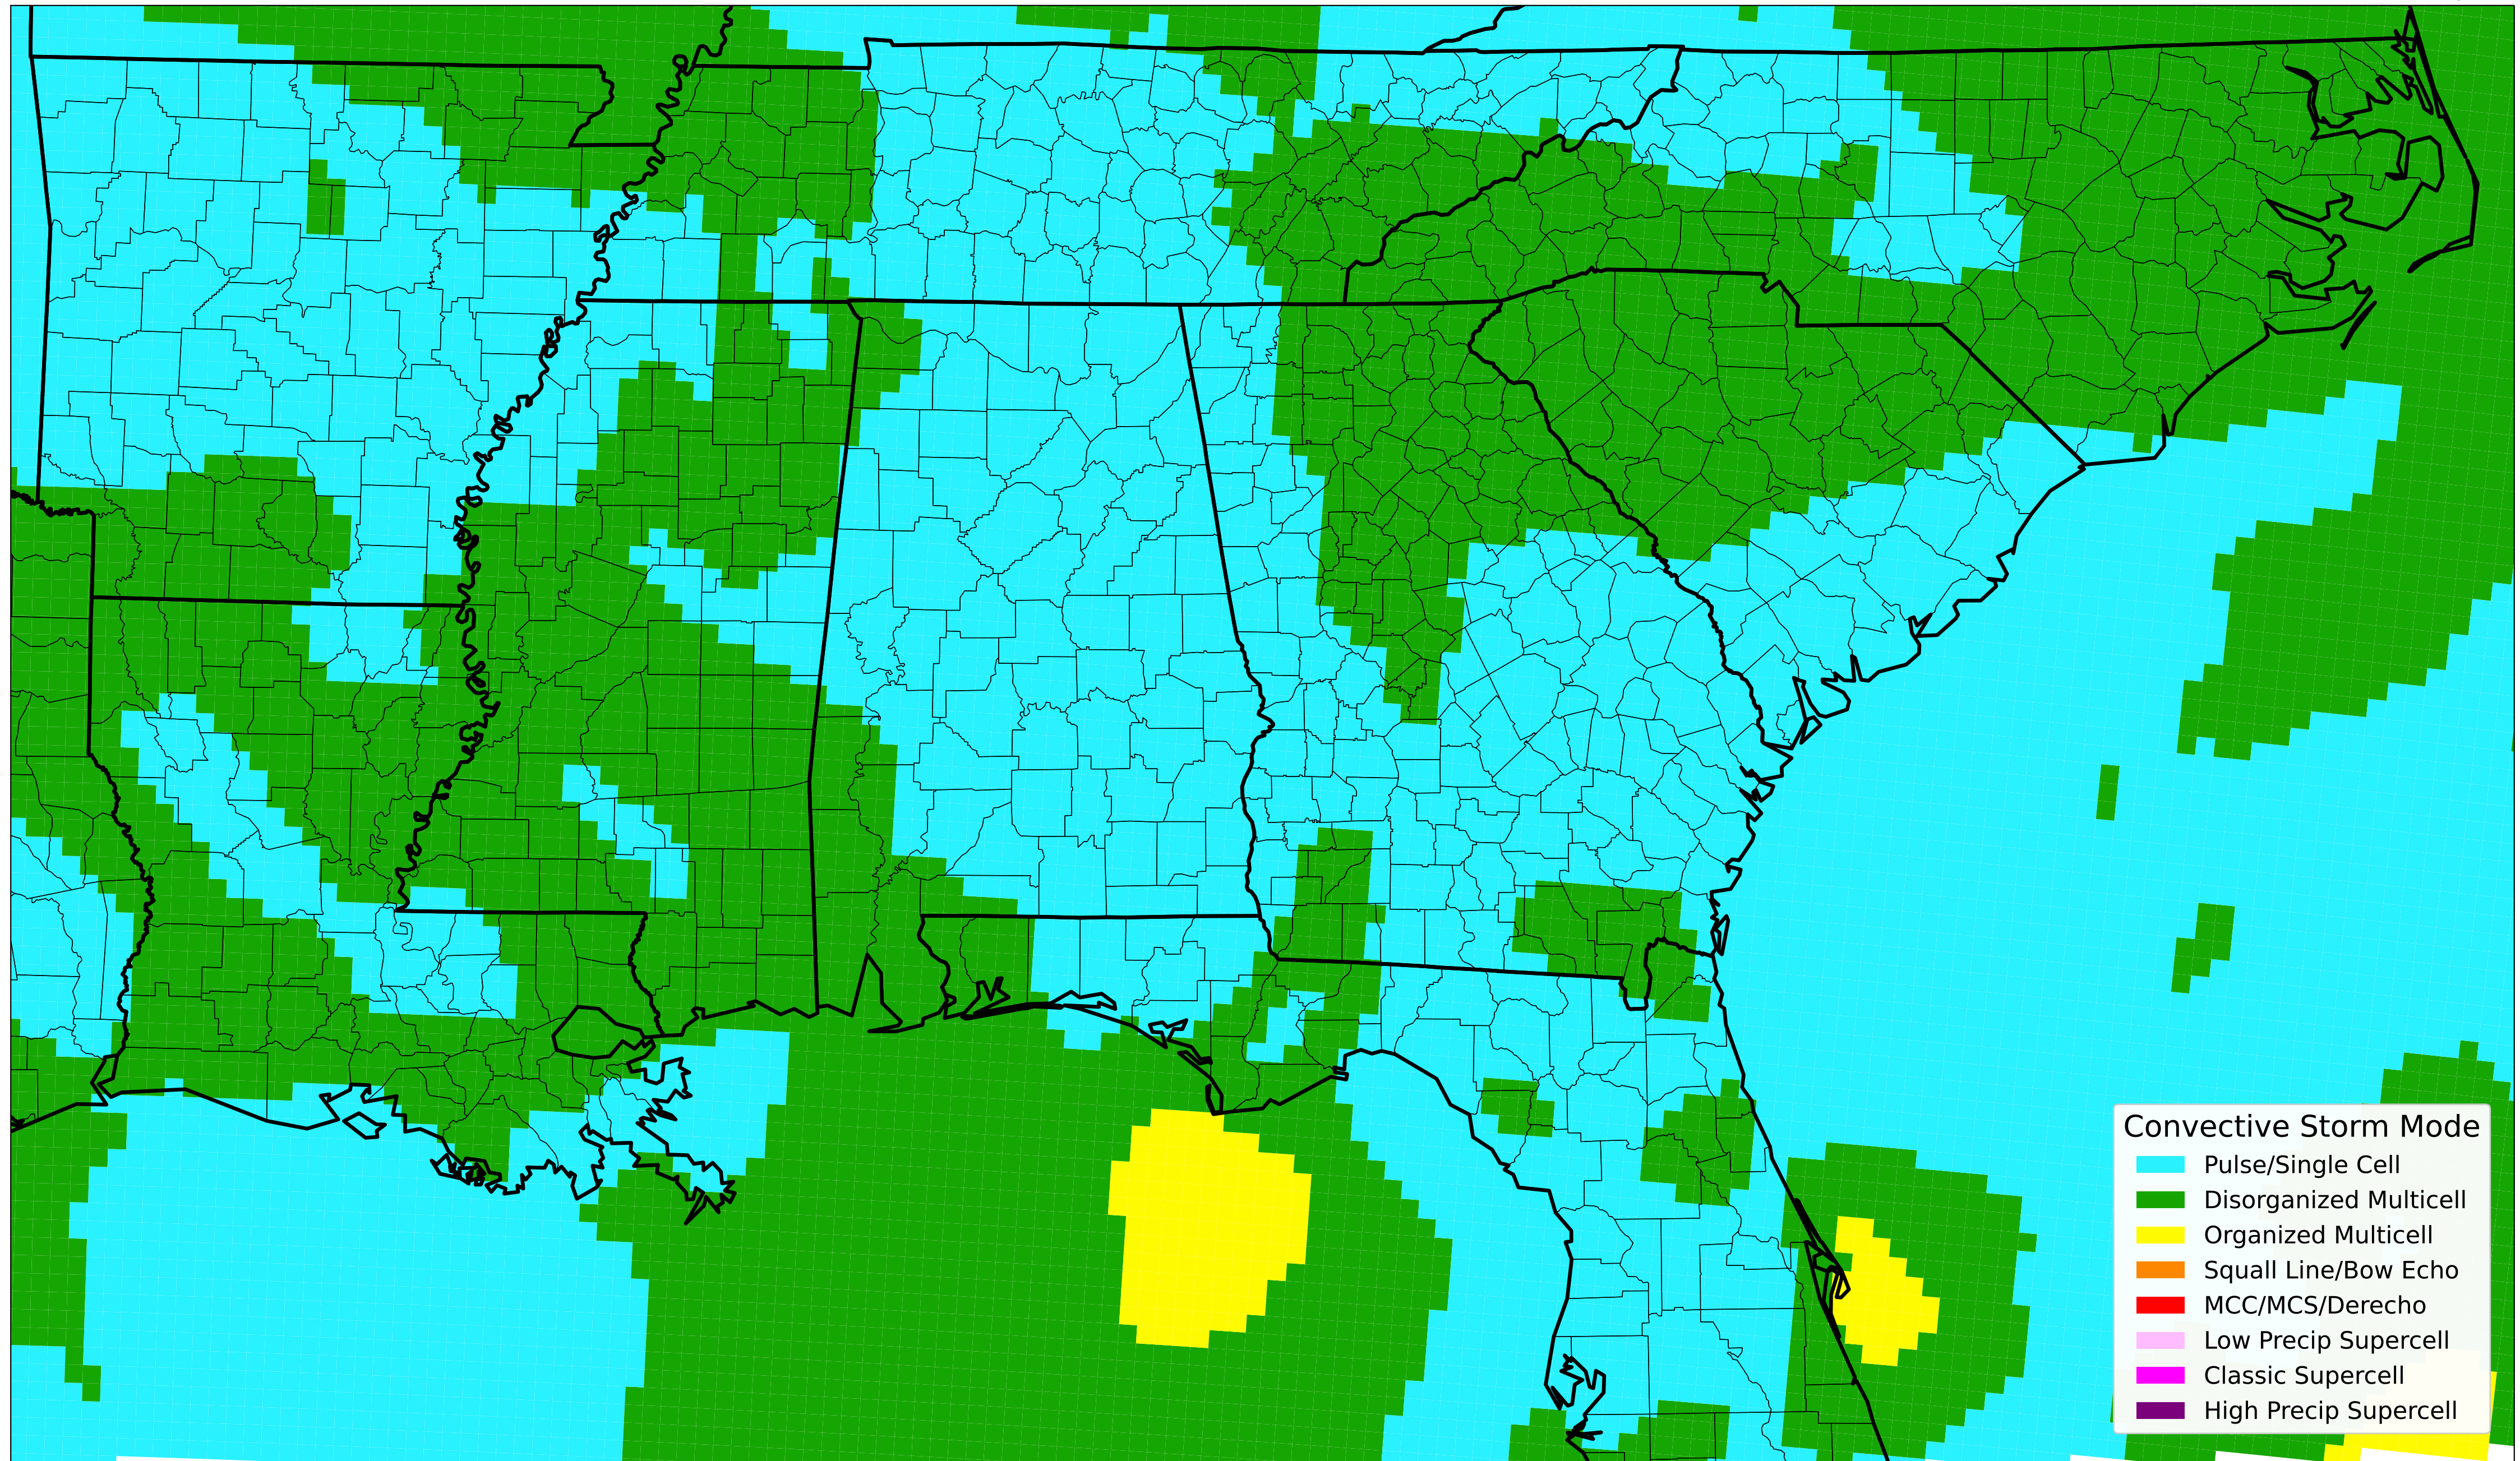 Convective Storm Mode
Pulse/Single Cell
Disorganized Multicell
Organized Multicell
Squall Line/Bow Echo
MCC/MCS/Derecho
Low Precip Supercell
Classic Supercell
High Precip Supercell